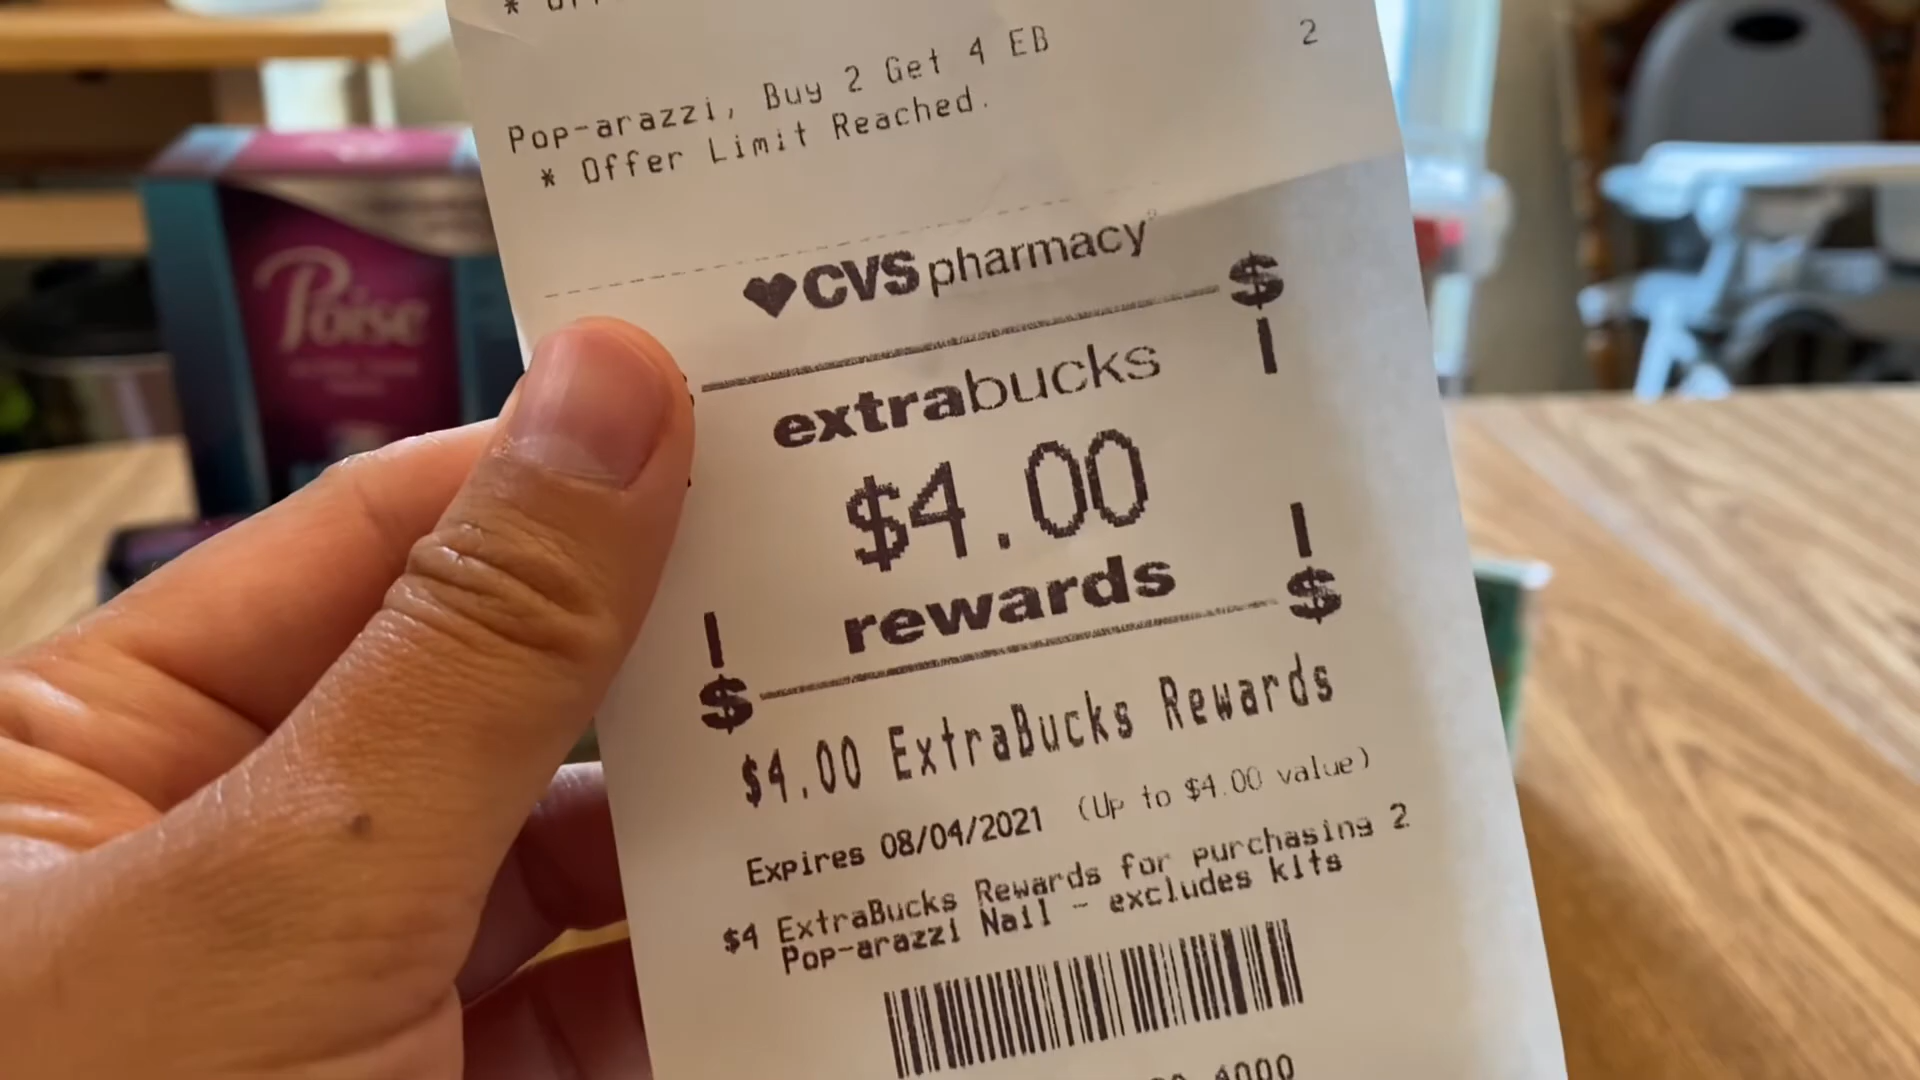 Pop-arazzi, Buy 2 Get 4 EB 2
* Offer Limit Reached.
CVS pharmacy
$
extrabucks
$4.00
rewards
$ $
$4.00 ExtraBucks Rewards
Expires 08/04/2021 (Up to $4.00 value)
$4 ExtraBucks Rewards for purchasing 2
Pop-arazzi Nail - excludes kits
4000
Poise